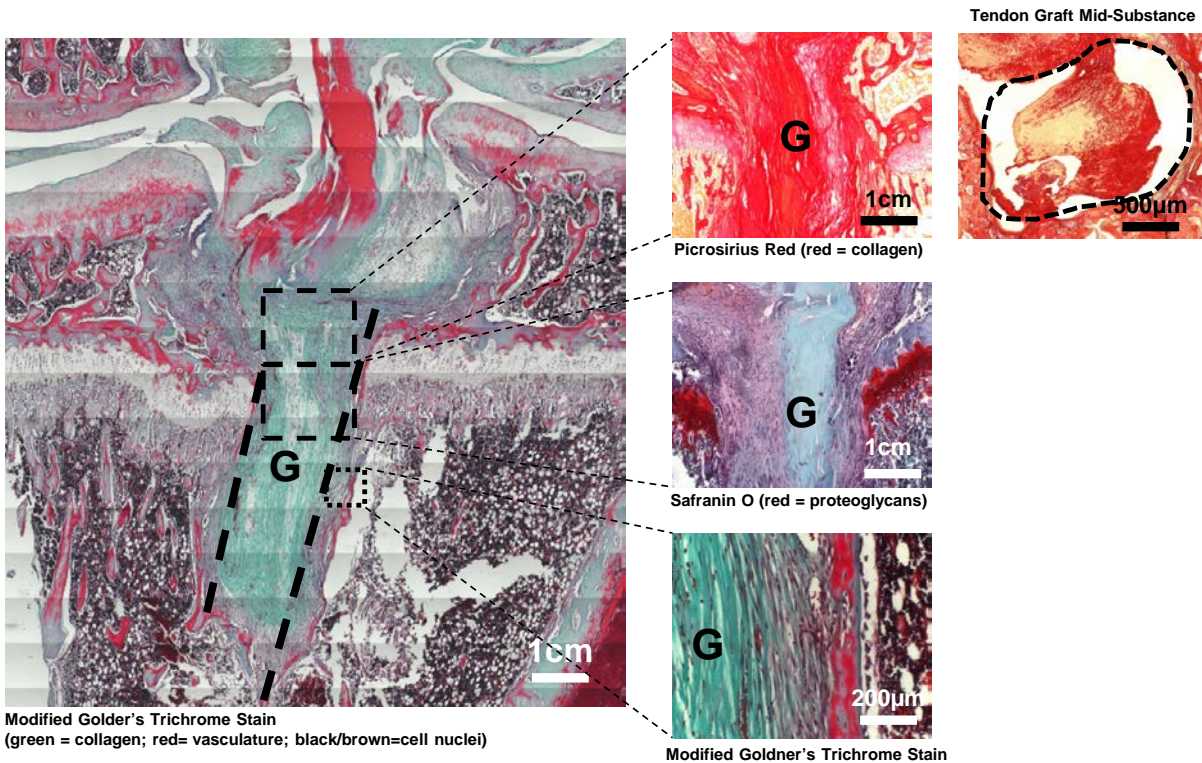 Tendon Graft Mid-Substance
G
1cm
500µm
Picrosirius Red (red = collagen)
G
1cm
Safranin O (red = proteoglycans)
G
1cm
G
200µm
Modified Golder's Trichrome Stain
(green = collagen; red= vasculature; black/brown=cell nuclei)
Modified Goldner's Trichrome Stain